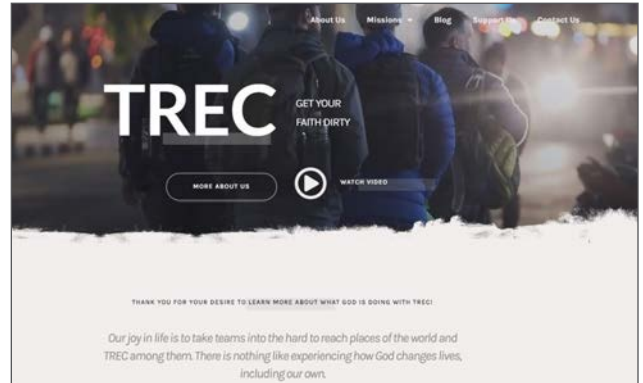 About Us Missions Blog Support Us Contact Us
TREC
GET YOUR
FAITH DIRTY
MORE ABOUT US
WATCH VIDEO
THANK YOU FOR YOUR DESIRE TO LEARN MORE ABOUT WHAT GOD IS DOING WITH TREC!
Our joy in life is to take teams into the hard to reach places of the world and
TREC among them. There is nothing like experiencing how God changes lives,
including our own.